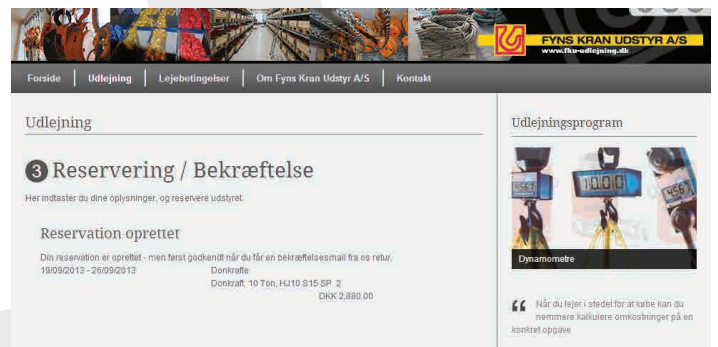 FYNS KRAN UDSTYR A/S
www.fku-udlejning.dk
Forside Udlejning Lejebetingelser Om Fyns Kran Udstyr A/S Kontakt
Udlejning
3 Reservering / Bekræftelse
Her indtaster du dine oplysninger, og reservere udstyret.
Reservation oprettet
Din reservation er oprettet - men først godkendt når du får en bekræftelsesmail fra os retur.
19/09/2013 - 26/09/2013 Donkrafte
Donkraft, 10 Ton, HJ10 S15 SP 2
DKK 2,880.00
Udlejningsprogram
4567
10.00
4567
Dynamometre
“ Når du lejer i stedet for at købe kan du
nemmere kalkulere omkostninger på en
konkret opgave